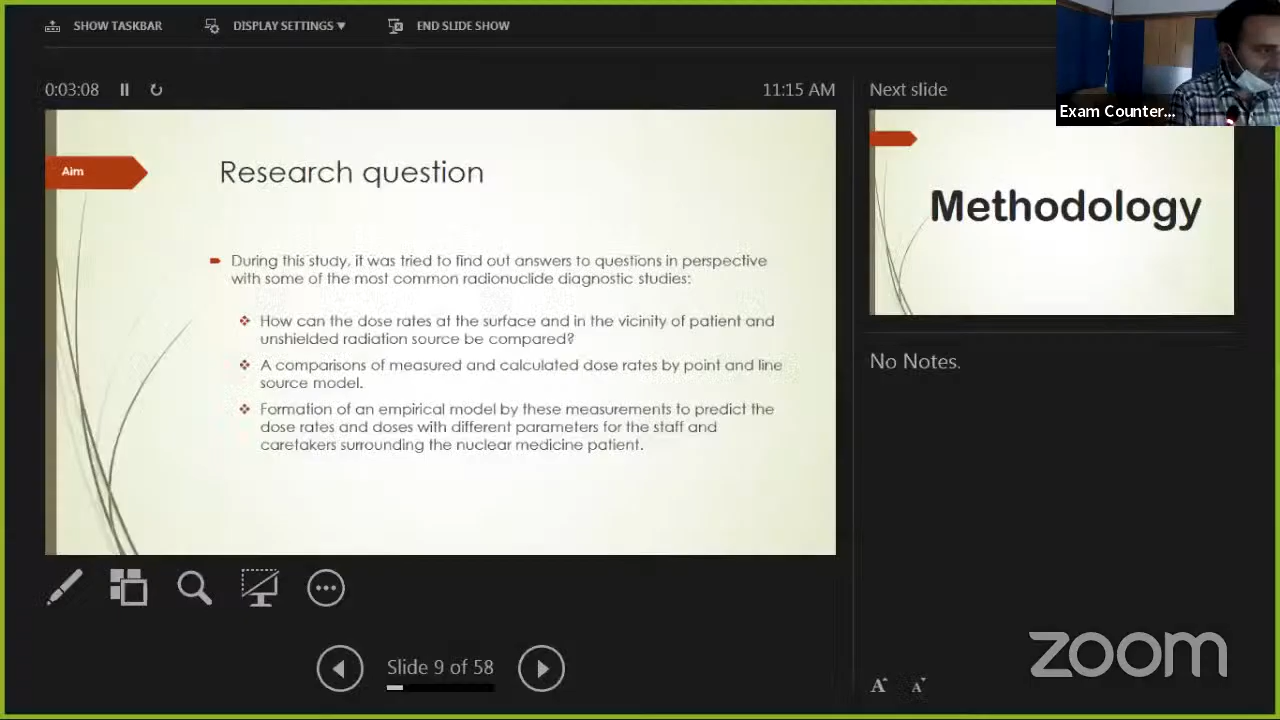 SHOW TASKBAR
DISPLAY SETTINGS ▼
END SLIDE SHOW
0:03:08
11:15 AM
Next slide
Exam Counter...
Aim
Research question
During this study, it was tried to find out answers to questions in perspective
with some of the most common radionuclide diagnostic studies:
How can the dose rates at the surface and in the vicinity of patient and
unshielded radiation source be compared?
A comparisons of measured and calculated dose rates by point and line
source model.
Formation of an empirical model by these measurements to predict the
dose rates and doses with different parameters for the staff and
caretakers surrounding the nuclear medicine patient.
Methodology
No Notes.
Slide 9 of 58
A A
zoom